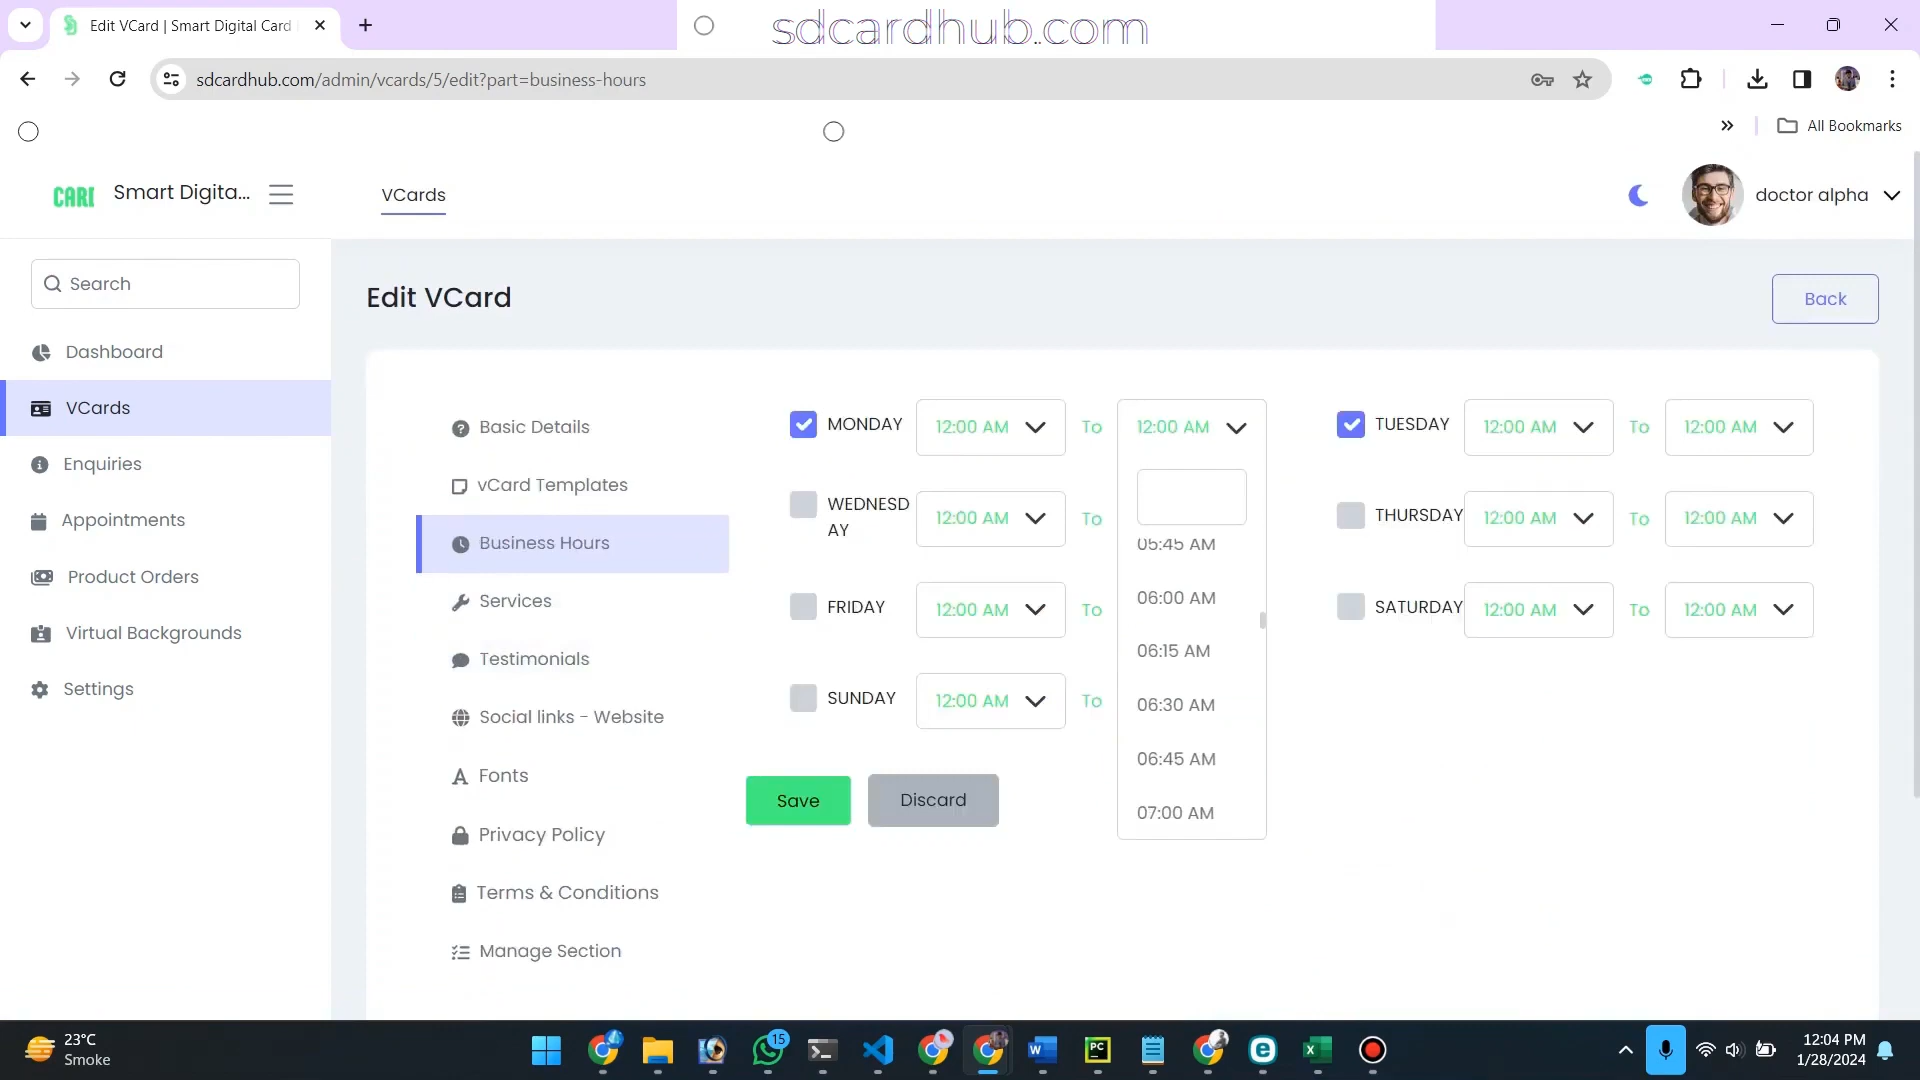 Edit VCard | Smart Digital Card
sdcardhub.com
sdcardhub.com/admin/vcards/5/edit?part=business-hours
All Bookmarks
CARD
Smart Digita...
VCards
doctor alpha
Search
Dashboard
VCards
Enquiries
Appointments
Product Orders
Virtual Backgrounds
Settings
Edit VCard
Back
Basic Details
vCard Templates
Business Hours
Services
Testimonials
Social links - Website
Fonts
Privacy Policy
Terms & Conditions
Manage Section
MONDAY 12:00 AM To 12:00 AM
TUESDAY 12:00 AM To 12:00 AM
WEDNESD
AY
12:00 AM To
THURSDAY 12:00 AM To 12:00 AM
FRIDAY 12:00 AM To
SATURDAY 12:00 AM To 12:00 AM
SUNDAY 12:00 AM To
05:45 AM
06:00 AM
06:15 AM
06:30 AM
06:45 AM
07:00 AM
Save
Discard
23°C
Smoke
15
W
PC
12:04 PM
1/28/2024